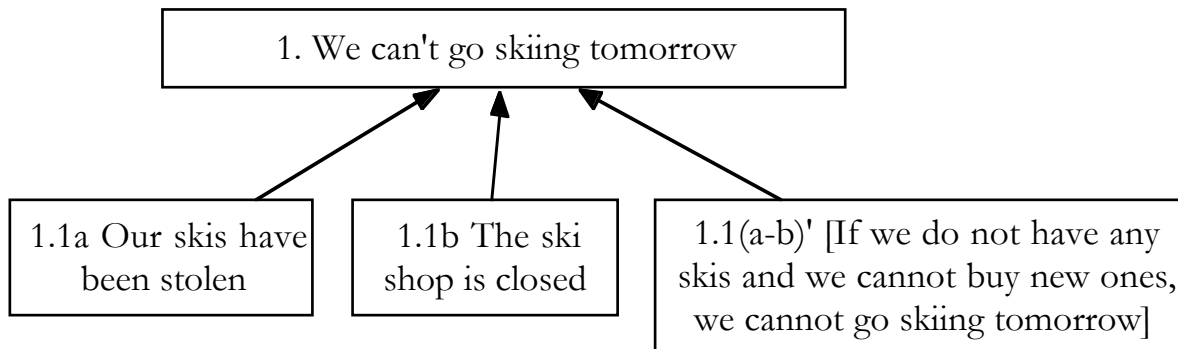 1. We can't go skiing tomorrow
1.1a Our skis have
been stolen
1.1b The ski
shop is closed
1.1(a-b)' [If we do not have any
skis and we cannot buy new ones,
we cannot go skiing tomorrow]